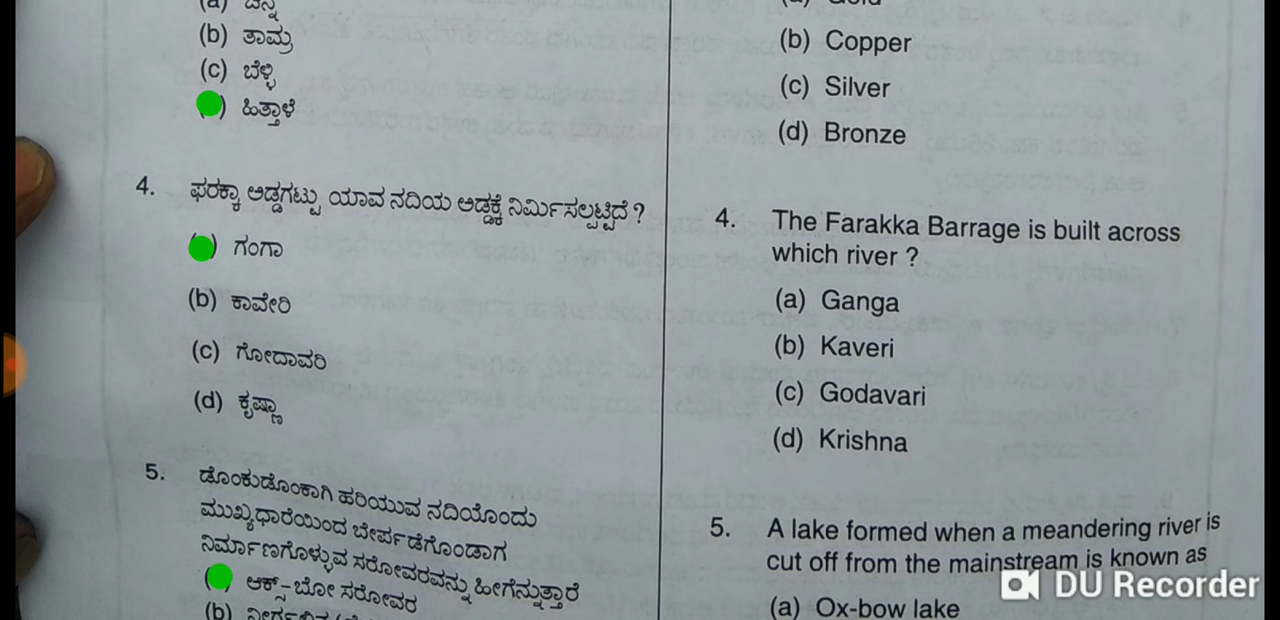 (b) ತಾಮ್ರ
(c) ಬೆಳ್ಳಿ
) ಹಿತ್ತಾಳೆ
4. ಫರಕ್ಕಾ ಅಡ್ಡಗಟ್ಟು ಯಾವ ನದಿಯ ಅಡ್ಡಕ್ಕೆ ನಿರ್ಮಿಸಲ್ಪಟ್ಟಿದೆ ?
) ಗಂಗಾ
(b) ಕಾವೇರಿ
(c) ಗೋದಾವರಿ
(d) ಕೃಷ್ಣಾ
5. ಡೊಂಕುಡೊಂಕಾಗಿ ಹರಿಯುವ ನದಿಯೊಂದು
ಮುಖ್ಯಧಾರೆಯಿಂದ ಬೇರ್ಪಡೆಗೊಂಡಾಗ
ನಿರ್ಮಾಣಗೊಳ್ಳುವ ಸರೋವರವನ್ನು ಹೀಗೆನ್ನುತ್ತಾರೆ
( ) ಆಕ್ಸ್-ಬೋ ಸರೋವರ
(b)
(b) Copper
(c) Silver
(d) Bronze
4. The Farakka Barrage is built across
which river ?
(a) Ganga
(b) Kaveri
(c) Godavari
(d) Krishna
5. A lake formed when a meandering river is
cut off from the mainstream is known as
(a) Ox-bow lake
DU Recorder